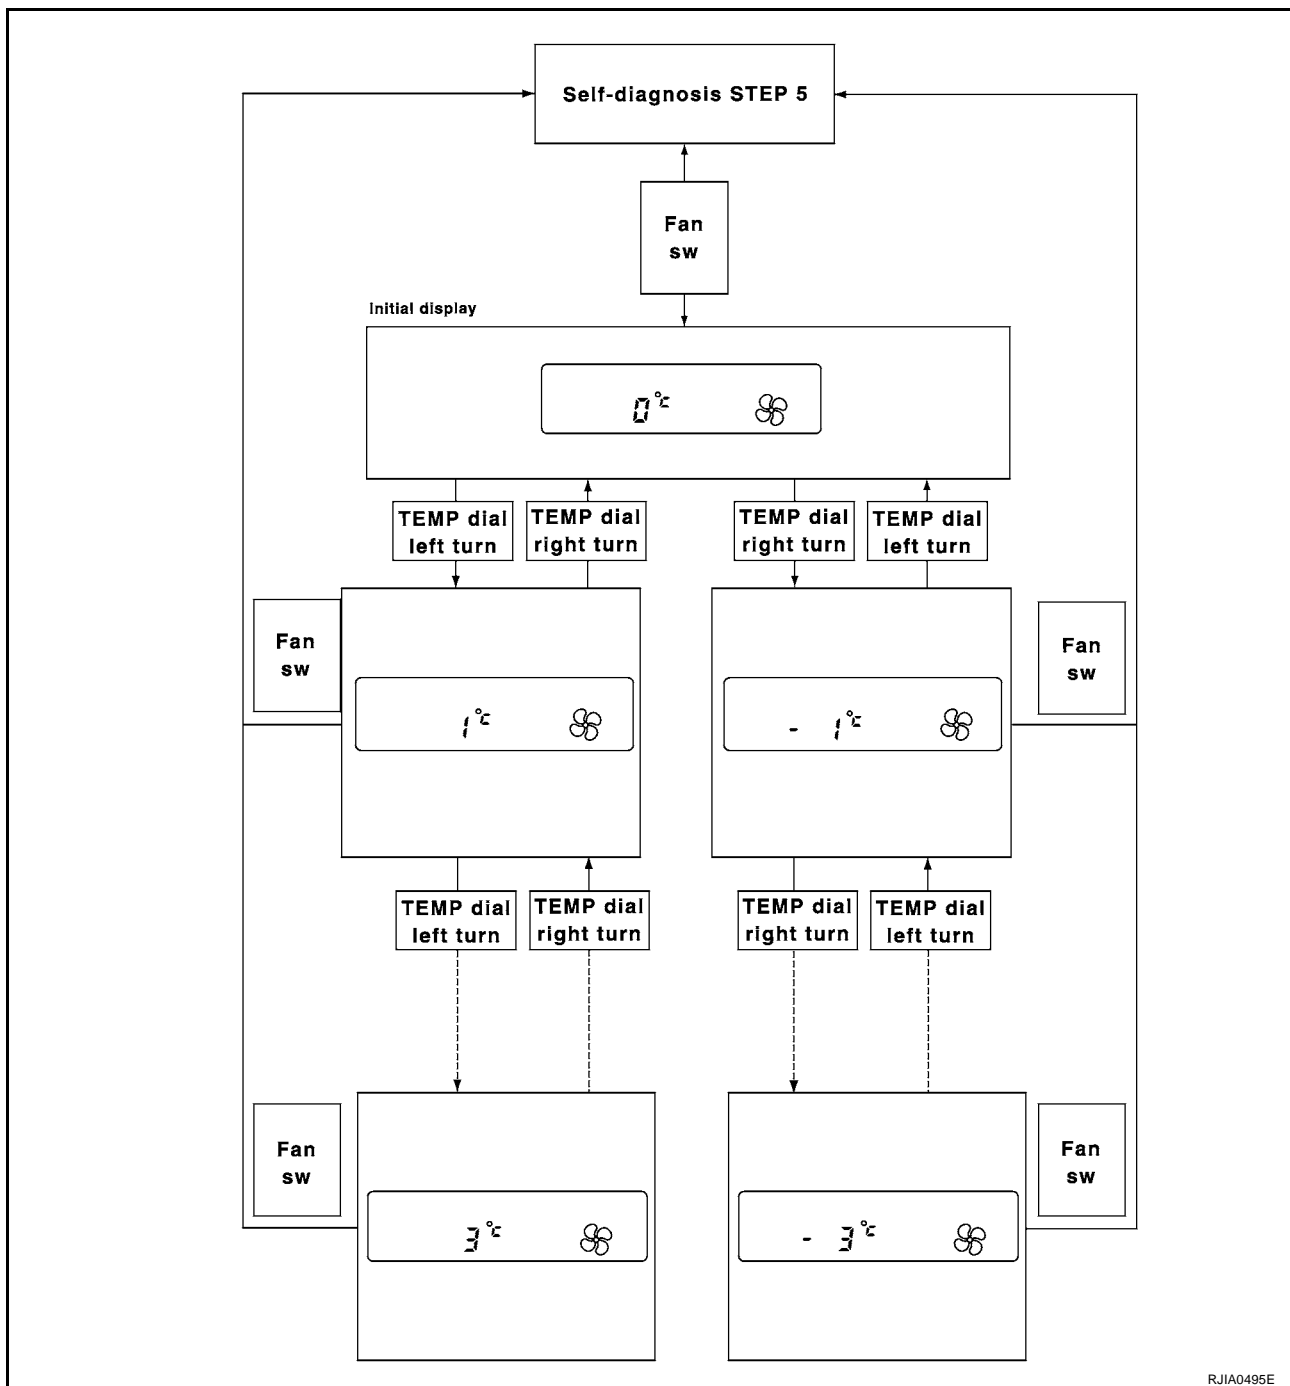 Self-diagnosis STEP 5
Fan
sw
Initial display
0°C
TEMP dial
left turn
TEMP dial
right turn
TEMP dial
right turn
TEMP dial
left turn
Fan
sw
1°C
- 1°C
Fan
sw
TEMP dial
left turn
TEMP dial
right turn
TEMP dial
right turn
TEMP dial
left turn
Fan
sw
3°C
- 3°C
Fan
sw
RJIA0495E